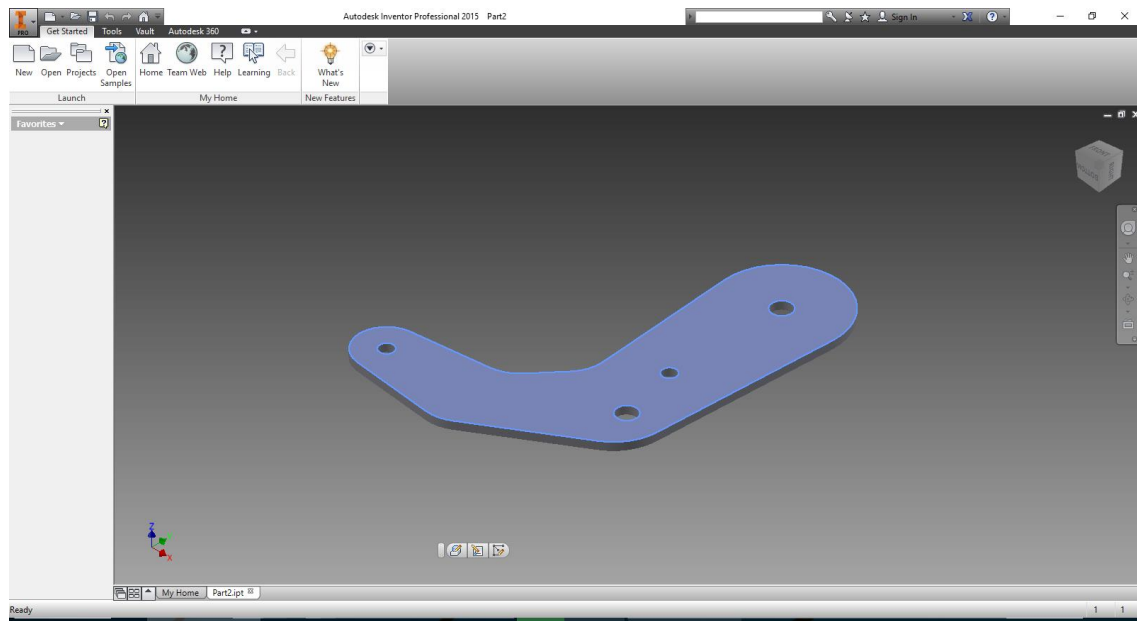 Autodesk Inventor Professional 2015 Part2
Sign In
PRO
Get Started Tools Vault Autodesk 360
New Open Projects Open Samples Home Team Web Help Learning Back What's New
Launch My Home New Features
Favorites
Z
X
My Home Part2.ipt
Ready 1 1